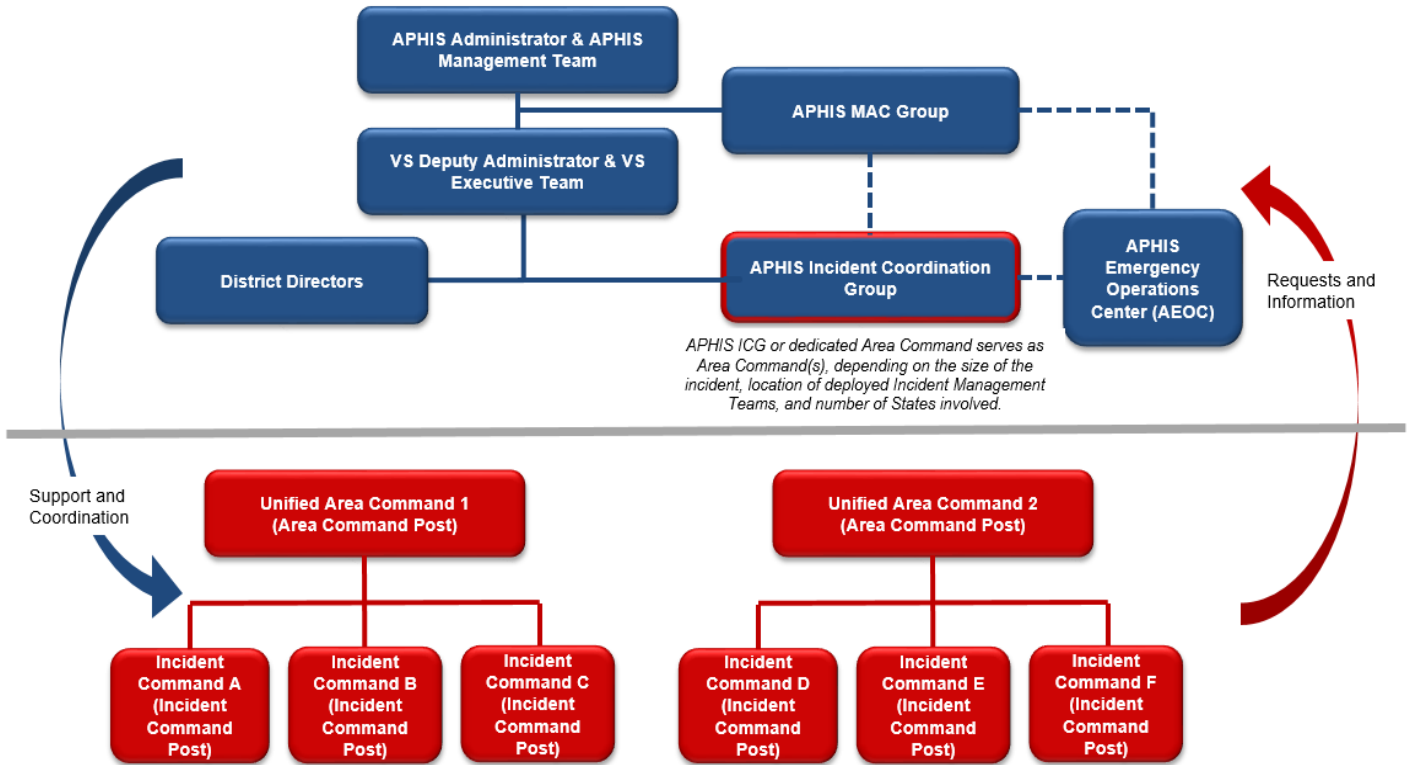 APHIS Administrator & APHIS
Management Team
APHIS MAC Group
VS Deputy Administrator & VS
Executive Team
District Directors
APHIS Incident Coordination
Group
APHIS
Emergency
Operations
Center (AEOC)
Requests and
Information
APHIS ICG or dedicated Area Command serves as
Area Command(s), depending on the size of the
incident, location of deployed Incident Management
Teams, and number of States involved.
Support and
Coordination
Unified Area Command 1
(Area Command Post)
Unified Area Command 2
(Area Command Post)
Incident
Command A
(Incident
Command
Post)
Incident
Command B
(Incident
Command
Post)
Incident
Command C
(Incident
Command
Post)
Incident
Command D
(Incident
Command
Post)
Incident
Command E
(Incident
Command
Post)
Incident
Command F
(Incident
Command
Post)